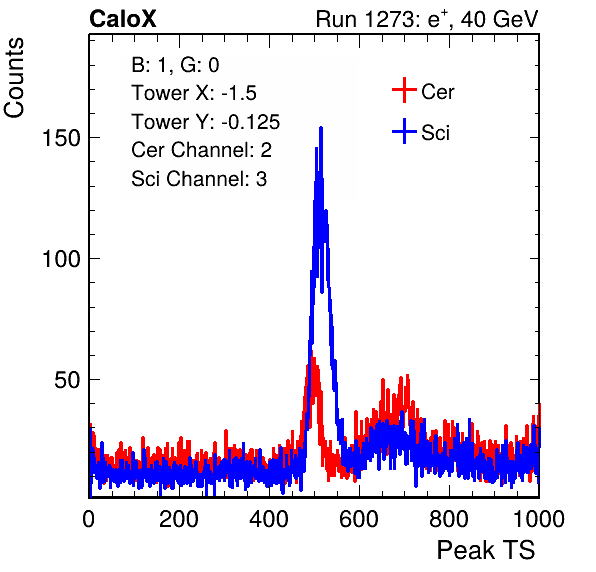 CaloX Run 1273: e⁺, 40 GeV
Counts
B: 1, G: 0
Tower X: -1.5
Tower Y: -0.125
Cer Channel: 2
Sci Channel: 3
Cer
Sci
150
100
50
0 200 400 600 800 1000
Peak TS